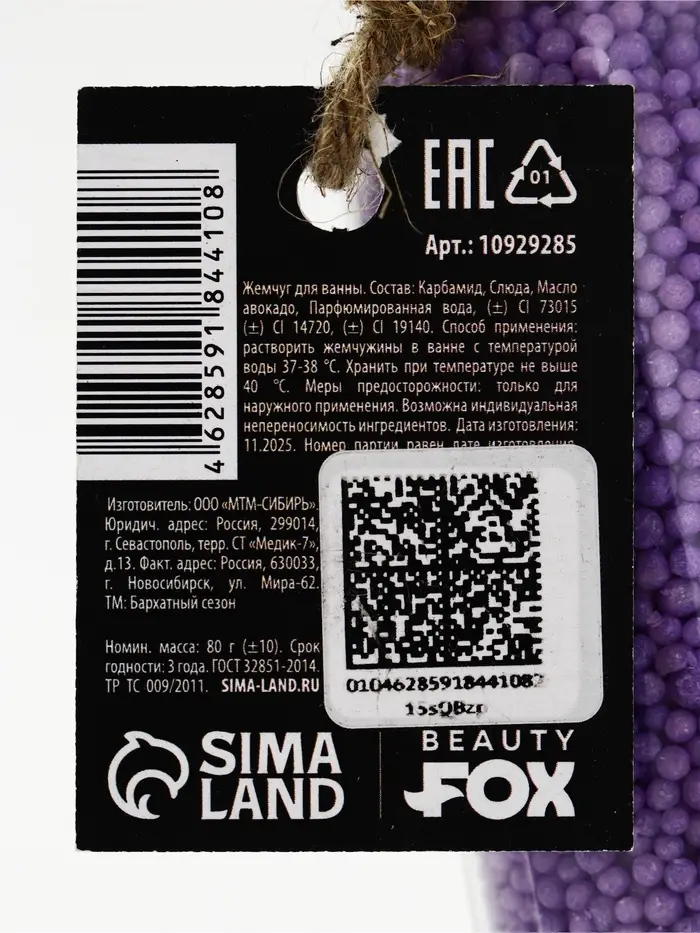 EAC
01
Арт.: 10929285
4 628591 844108
Жемчуг для ванны. Состав: Карбамид, Слюда, Масло
авокадо, Парфюмированная вода, (±) CI 73015
(±) CI 14720, (±) CI 19140. Способ применения:
растворить жемчужины в ванне с температурой
воды 37-38 °С. Хранить при температуре не выше
40 °С. Меры предосторожности: только для
наружного применения. Возможна индивидуальная
непереносимость ингредиентов. Дата изготовления:
11.2025. Номер партии равен дате изготовления.
Изготовитель: ООО «МТМ-СИБИРЬ».
Юридич. адрес: Россия, 299014,
г. Севастополь, терр. СТ «Медик-7»,
д.13. Факт. адрес: Россия, 630033,
г. Новосибирск, ул. Мира-62.
ТМ: Бархатный сезон
Номин. масса: 80 г (±10). Срок
годности: 3 года. ГОСТ 32851-2014.
ТР ТС 009/2011. SIMA-LAND.RU
SIMA
LAND
BEAUTY
FOX